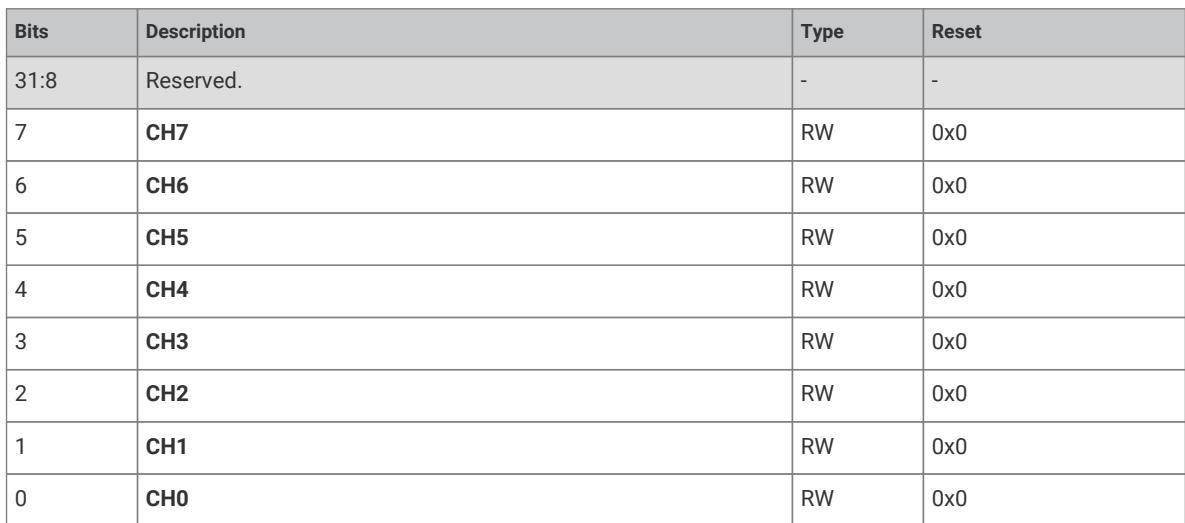 Bits Description Type Reset
31:8 Reserved. - -
7 CH7 RW 0x0
6 CH6 RW 0x0
5 CH5 RW 0x0
4 CH4 RW 0x0
3 CH3 RW 0x0
2 CH2 RW 0x0
1 CH1 RW 0x0
0 CH0 RW 0x0